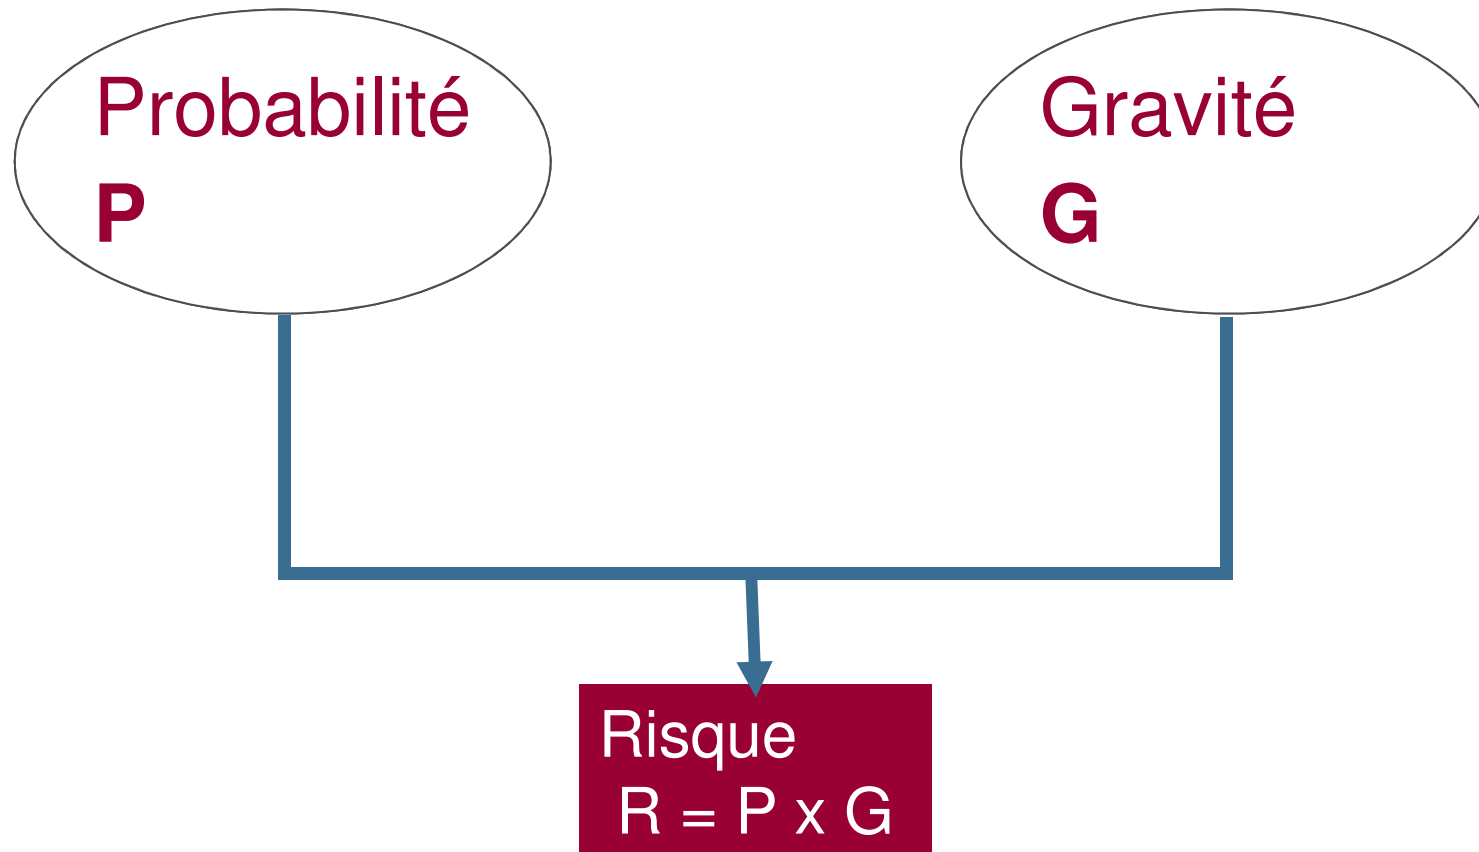 Probabilité
P
Gravité
G
Risque
R = P x G